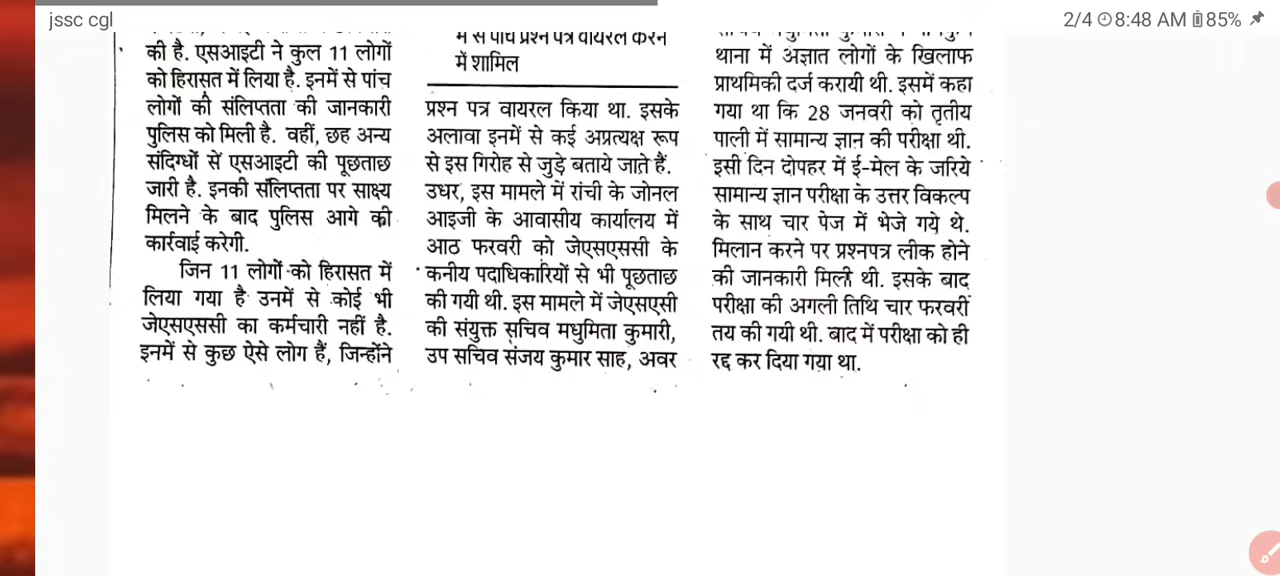 jssc cgl
2/4 8:48 AM 85%
की है. एसआइटी ने कुल 11 लोगों
को हिरासत में लिया है. इनमें से पांच
लोगों की संलिप्तता की जानकारी
पुलिस को मिली है. वहीं, छह अन्य
संदिग्धों सें एसआइटी की पूछताछ
जारी है. इनकी संलिप्तता पर साक्ष्य
मिलने के बाद पुलिस आगे की
कार्रवाई करेगी.
जिन 11 लोगों को हिरासत में
लिया गया है उनमें से कोई भी
जेएसएससी का कर्मचारी नहीं है.
इनमें से कुछ ऐसे लोग हैं, जिन्होंने
में से पांच प्रश्न पत्र वायरल करने
में शामिल
प्रश्न पत्र वायरल किया था. इसके
अलावा इनमें से कई अप्रत्यक्ष रूप
से इस गिरोह से जुड़े बताये जाते हैं.
उधर, इस मामले में रांची के जोनल
आइजी के आवासीय कार्यालय में
आठ फरवरी को जेएसएससी के
कनीय पदाधिकारियों से भी पूछताछ
की गयी थी. इस मामले में जेएसएसी
की संयुक्त सचिव मधुमिता कुमारी,
उप सचिव संजय कुमार साह, अवर
थाना में अज्ञात लोगों के खिलाफ
प्राथमिकी दर्ज करायी थी. इसमें कहा
गया था कि 28 जनवरी को तृतीय
पाली में सामान्य ज्ञान की परीक्षा थी.
इसी दिन दोपहर में ई-मेल के जरिये
सामान्य ज्ञान परीक्षा के उत्तर विकल्प
के साथ चार पेज में भेजे गये थे.
मिलान करने पर प्रश्नपत्र लीक होने
की जानकारी मिली थी. इसके बाद
परीक्षा की अगली तिथि चार फरवरी
तय की गयी थी. बाद में परीक्षा को ही
रद्द कर दिया गया था.